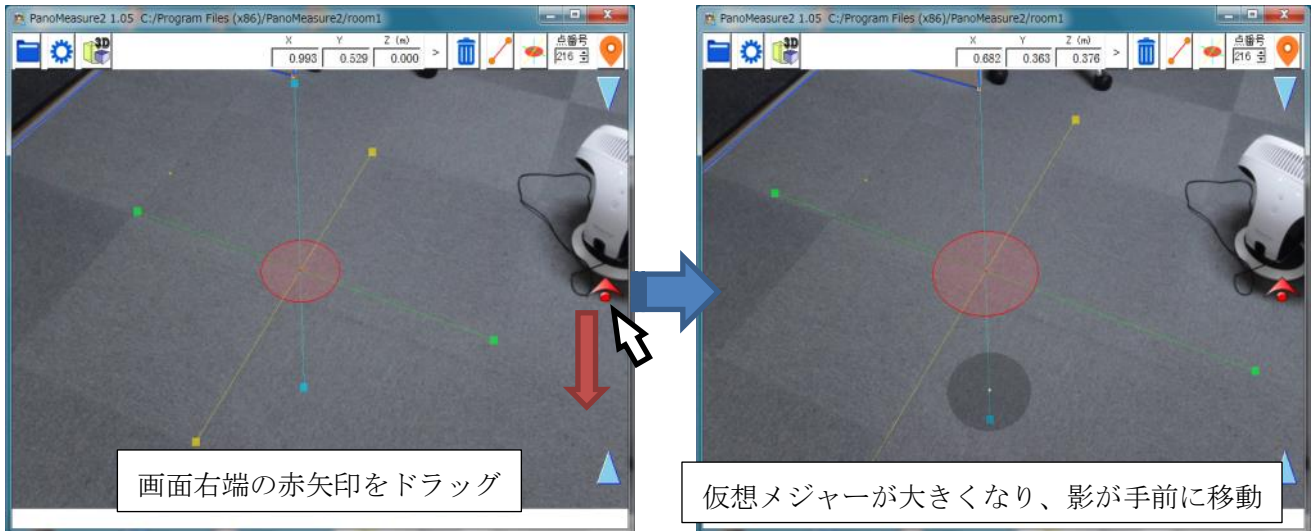 PanoMeasure2 1.05 C:/Program Files (x86)/PanoMeasure2/room1
3D
X Y Z (m)
0.993 0.529 0.000
>
点番号
216
画面右端の赤矢印をドラッグ
PanoMeasure2 1.05 C:/Program Files (x86)/PanoMeasure2/room1
3D
X Y Z (m)
0.682 0.363 0.376
>
点番号
216
仮想メジャーが大きくなり、影が手前に移動